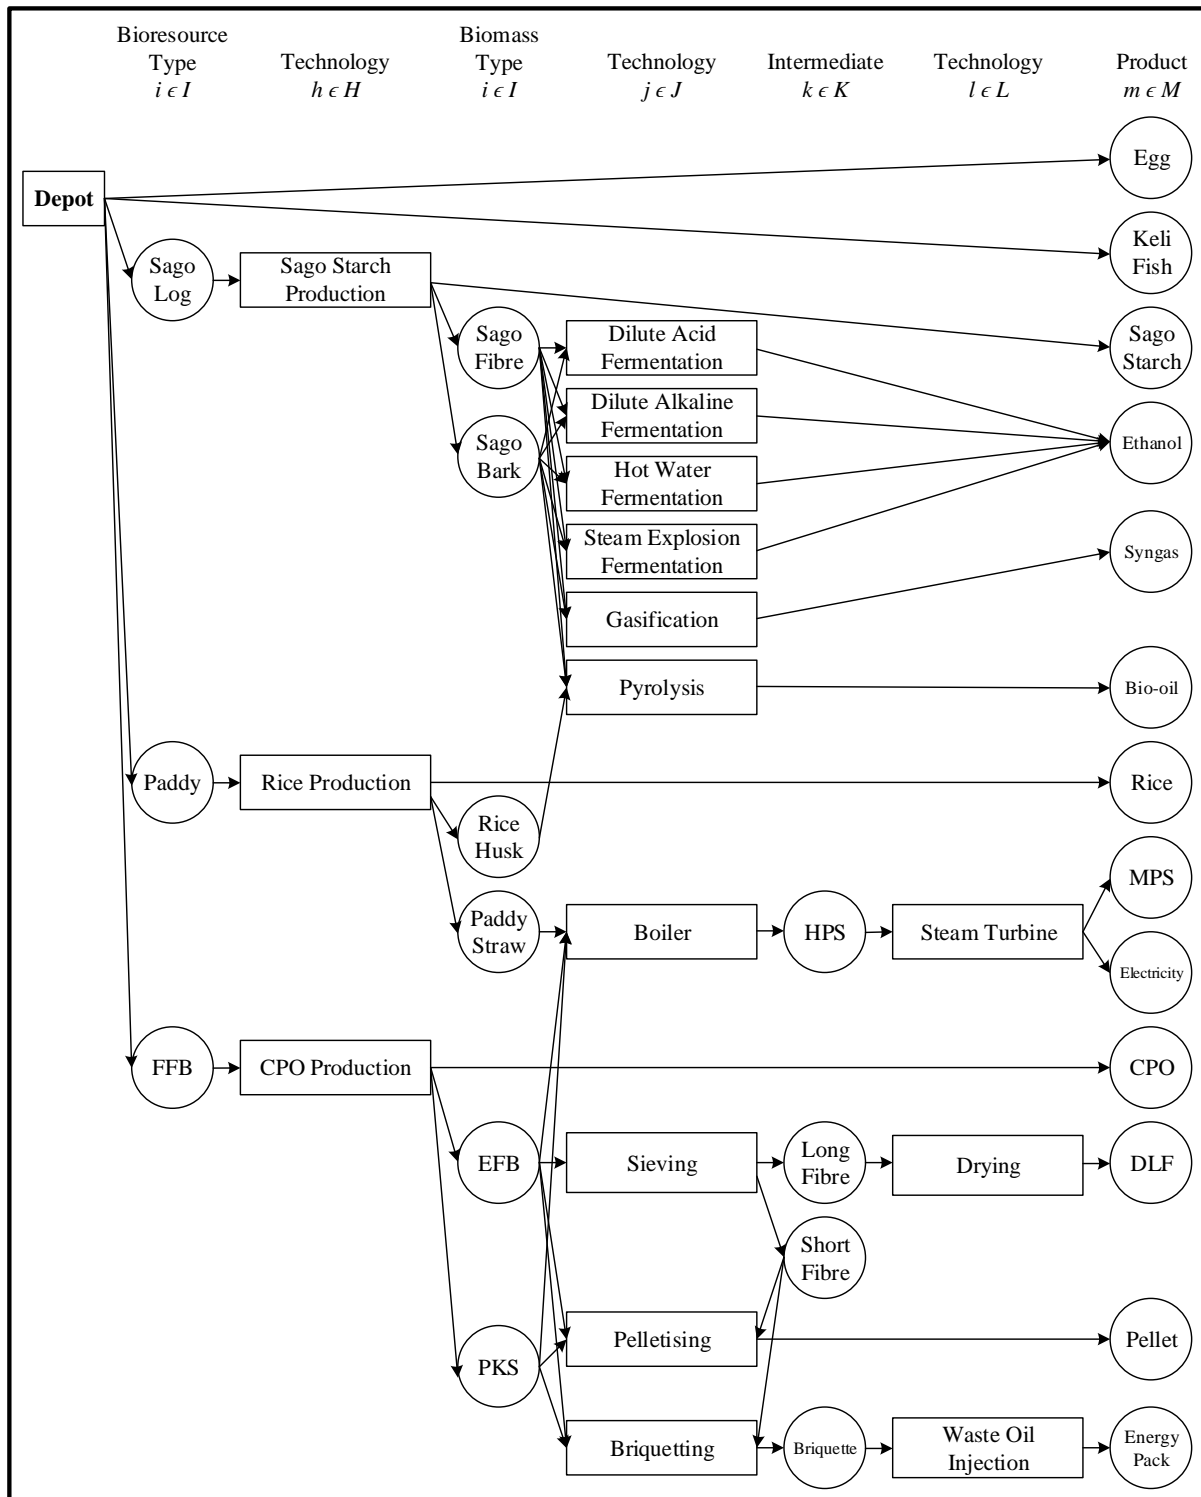 Bioresource
Type
i ϵ I
Technology
h ϵ H
Biomass
Type
i ϵ I
Technology
j ϵ J
Intermediate
k ϵ K
Technology
l ϵ L
Product
m ϵ M
Depot
Egg
Keli
Fish
Sago
Log
Sago Starch
Production
Sago
Fibre
Dilute Acid
Fermentation
Sago
Starch
Sago
Bark
Dilute Alkaline
Fermentation
Ethanol
Hot Water
Fermentation
Steam Explosion
Fermentation
Syngas
Gasification
Pyrolysis
Bio-oil
Paddy
Rice Production
Rice
Rice
Husk
MPS
Paddy
Straw
Boiler
HPS
Steam Turbine
Electricity
FFB
CPO Production
CPO
EFB
Sieving
Long
Fibre
Drying
DLF
Short
Fibre
PKS
Pelletising
Pellet
Briquetting
Briquette
Waste Oil
Injection
Energy
Pack